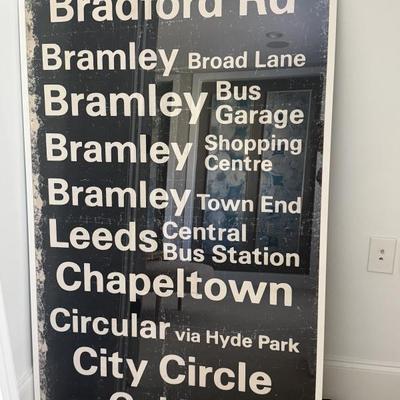 Bradford Rd
Bramley Broad Lane
Bramley Bus Garage
Bramley Shopping Centre
Bramley Town End
Leeds Central Bus Station
Chapeltown
Circular via Hyde Park
City Circle